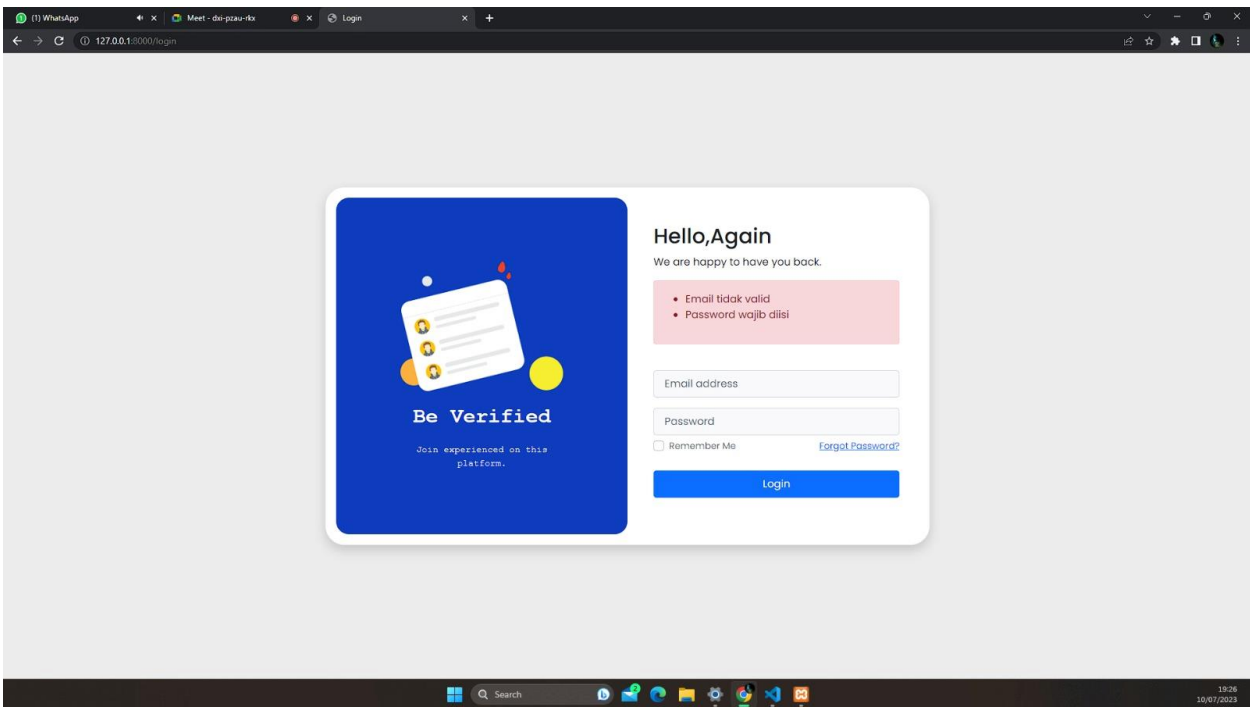 (1) WhatsApp
Meet - dxi-pzau-rkx
Login
127.0.0.1:8000/login
Hello,Again
We are happy to have you back.
Email tidak valid
Password wajib diisi
Email address
Password
Remember Me
Forgot Password?
Login
Be Verified
Join experienced on this
platform.
Search
19:26
10/07/2023